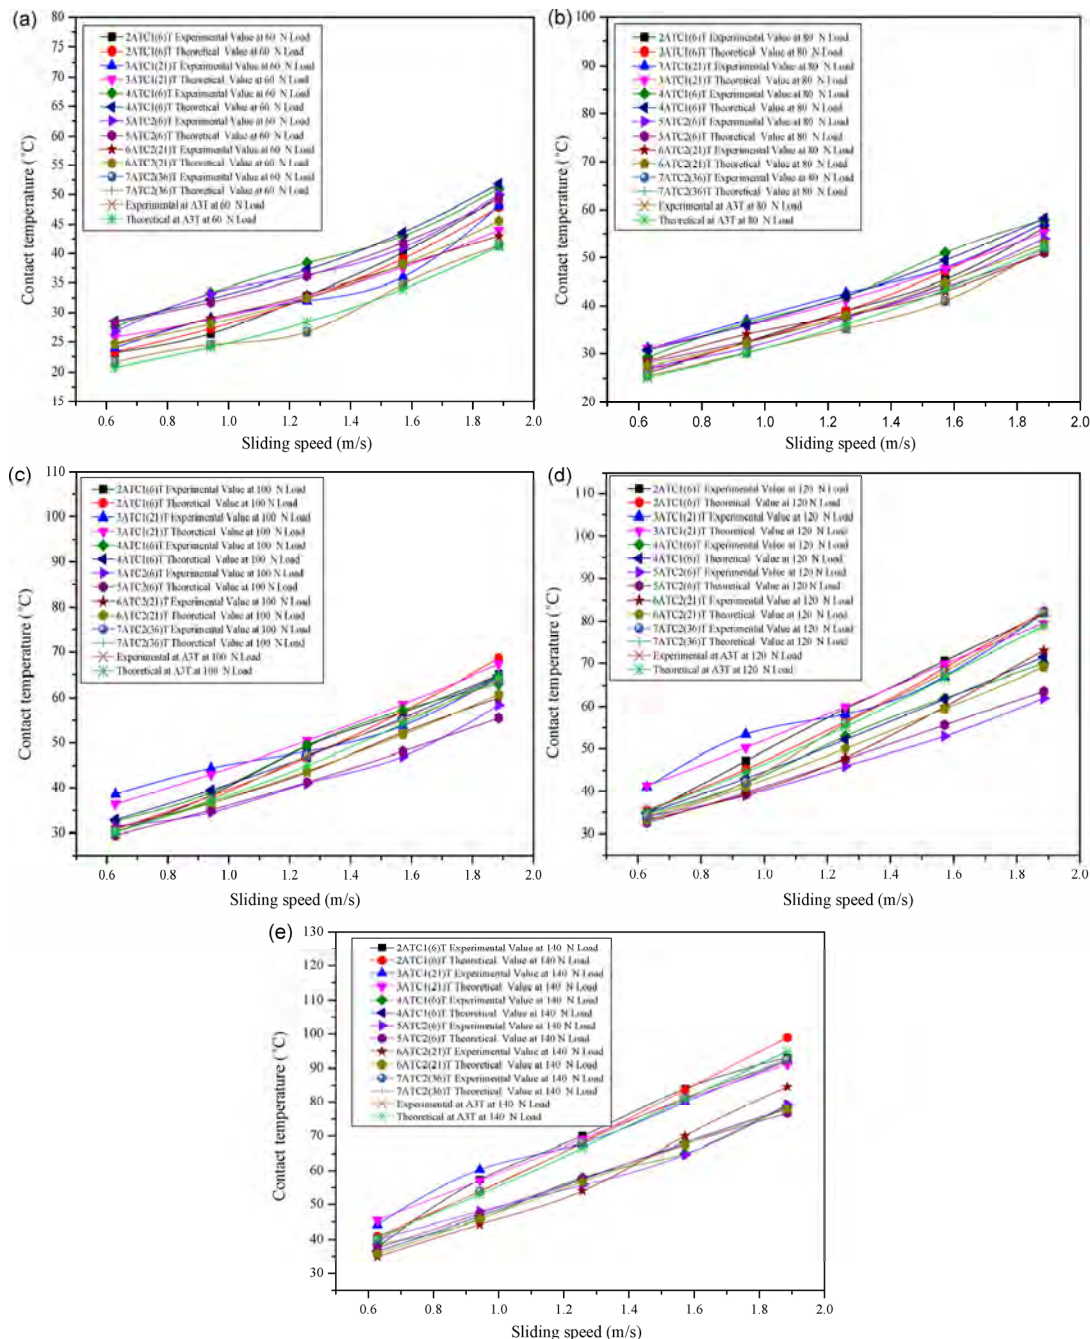 (a)
80
75
70
65
60
55
50
45
40
35
30
25
20
15
Contact temperature (°C)
2ATC1(6)T Experimental Value at 60 N Load
2ATC1(6)T Theoretical Value at 60 N Load
3ATC1(21)T Experimental Value at 60 N Load
3ATC1(21)T Theoretical Value at 60 N Load
4ATC1(6)T Experimental Value at 60 N Load
4ATC1(6)T Theoretical Value at 60 N Load
5ATC2(6)T Experimental Value at 60 N Load
5ATC2(6)T Theoretical Value at 60 N Load
6ATC2(21)T Experimental Value at 60 N Load
6ATC2(21)T Theoretical Value at 60 N Load
7ATC2(36)T Experimental Value at 60 N Load
7ATC2(36)T Theoretical Value at 60 N Load
Experimental at A3T at 60 N Load
Theoretical at A3T at 60 N Load
0.6 0.8 1.0 1.2 1.4 1.6 1.8 2.0
Sliding speed (m/s)
(b)
100
90
80
70
60
50
40
30
20
Contact temperature (°C)
2ATC1(6)T Experimental Value at 80 N Load
2ATC1(6)T Theoretical Value at 80 N Load
3ATC1(21)T Experimental Value at 80 N Load
3ATC1(21)T Theoretical Value at 80 N Load
4ATC1(6)T Experimental Value at 80 N Load
4ATC1(6)T Theoretical Value at 80 N Load
5ATC2(6)T Experimental Value at 80 N Load
5ATC2(6)T Theoretical Value at 80 N Load
6ATC2(21)T Experimental Value at 80 N Load
6ATC2(21)T Theoretical Value at 80 N Load
7ATC2(36)T Experimental Value at 80 N Load
7ATC2(36)T Theoretical Value at 80 N Load
Experimental at A3T at 80 N Load
Theoretical at A3T at 80 N Load
0.6 0.8 1.0 1.2 1.4 1.6 1.8 2.0
Sliding speed (m/s)
(c)
110
100
90
80
70
60
50
40
30
Contact temperature (°C)
2ATC1(6)T Experimental Value at 100 N Load
2ATC1(6)T Theoretical Value at 100 N Load
3ATC1(21)T Experimental Value at 100 N Load
3ATC1(21)T Theoretical Value at 100 N Load
4ATC1(6)T Experimental Value at 100 N Load
4ATC1(6)T Theoretical Value at 100 N Load
5ATC2(6)T Experimental Value at 100 N Load
5ATC2(6)T Theoretical Value at 100 N Load
6ATC2(21)T Experimental Value at 100 N Load
6ATC2(21)T Theoretical Value at 100 N Load
7ATC2(36)T Experimental Value at 100 N Load
7ATC2(36)T Theoretical Value at 100 N Load
Experimental at A3T at 100 N Load
Theoretical at A3T at 100 N Load
0.6 0.8 1.0 1.2 1.4 1.6 1.8 2.0
Sliding speed (m/s)
(d)
110
100
90
80
70
60
50
40
30
Contact temperature (°C)
2ATC1(6)T Experimental Value at 120 N Load
2ATC1(6)T Theoretical Value at 120 N Load
3ATC1(21)T Experimental Value at 120 N Load
3ATC1(21)T Theoretical Value at 120 N Load
4ATC1(6)T Experimental Value at 120 N Load
4ATC1(6)T Theoretical Value at 120 N Load
5ATC2(6)T Experimental Value at 120 N Load
5ATC2(6)T Theoretical Value at 120 N Load
6ATC2(21)T Experimental Value at 120 N Load
6ATC2(21)T Theoretical Value at 120 N Load
7ATC2(36)T Experimental Value at 120 N Load
7ATC2(36)T Theoretical Value at 120 N Load
Experimental at A3T at 120 N Load
Theoretical at A3T at 120 N Load
0.6 0.8 1.0 1.2 1.4 1.6 1.8 2.0
Sliding speed (m/s)
(e)
130
120
110
100
90
80
70
60
50
40
30
Contact temperature (°C)
2ATC1(6)T Experimental Value at 140 N Load
2ATC1(6)T Theoretical Value at 140 N Load
3ATC1(21)T Experimental Value at 140 N Load
3ATC1(21)T Theoretical Value at 140 N Load
4ATC1(6)T Experimental Value at 140 N Load
4ATC1(6)T Theoretical Value at 140 N Load
5ATC2(6)T Experimental Value at 140 N Load
5ATC2(6)T Theoretical Value at 140 N Load
6ATC2(21)T Experimental Value at 140 N Load
6ATC2(21)T Theoretical Value at 140 N Load
7ATC2(36)T Experimental Value at 140 N Load
7ATC2(36)T Theoretical Value at 140 N Load
Experimental at A3T at 140 N Load
Theoretical at A3T at 140 N Load
0.6 0.8 1.0 1.2 1.4 1.6 1.8 2.0
Sliding speed (m/s)